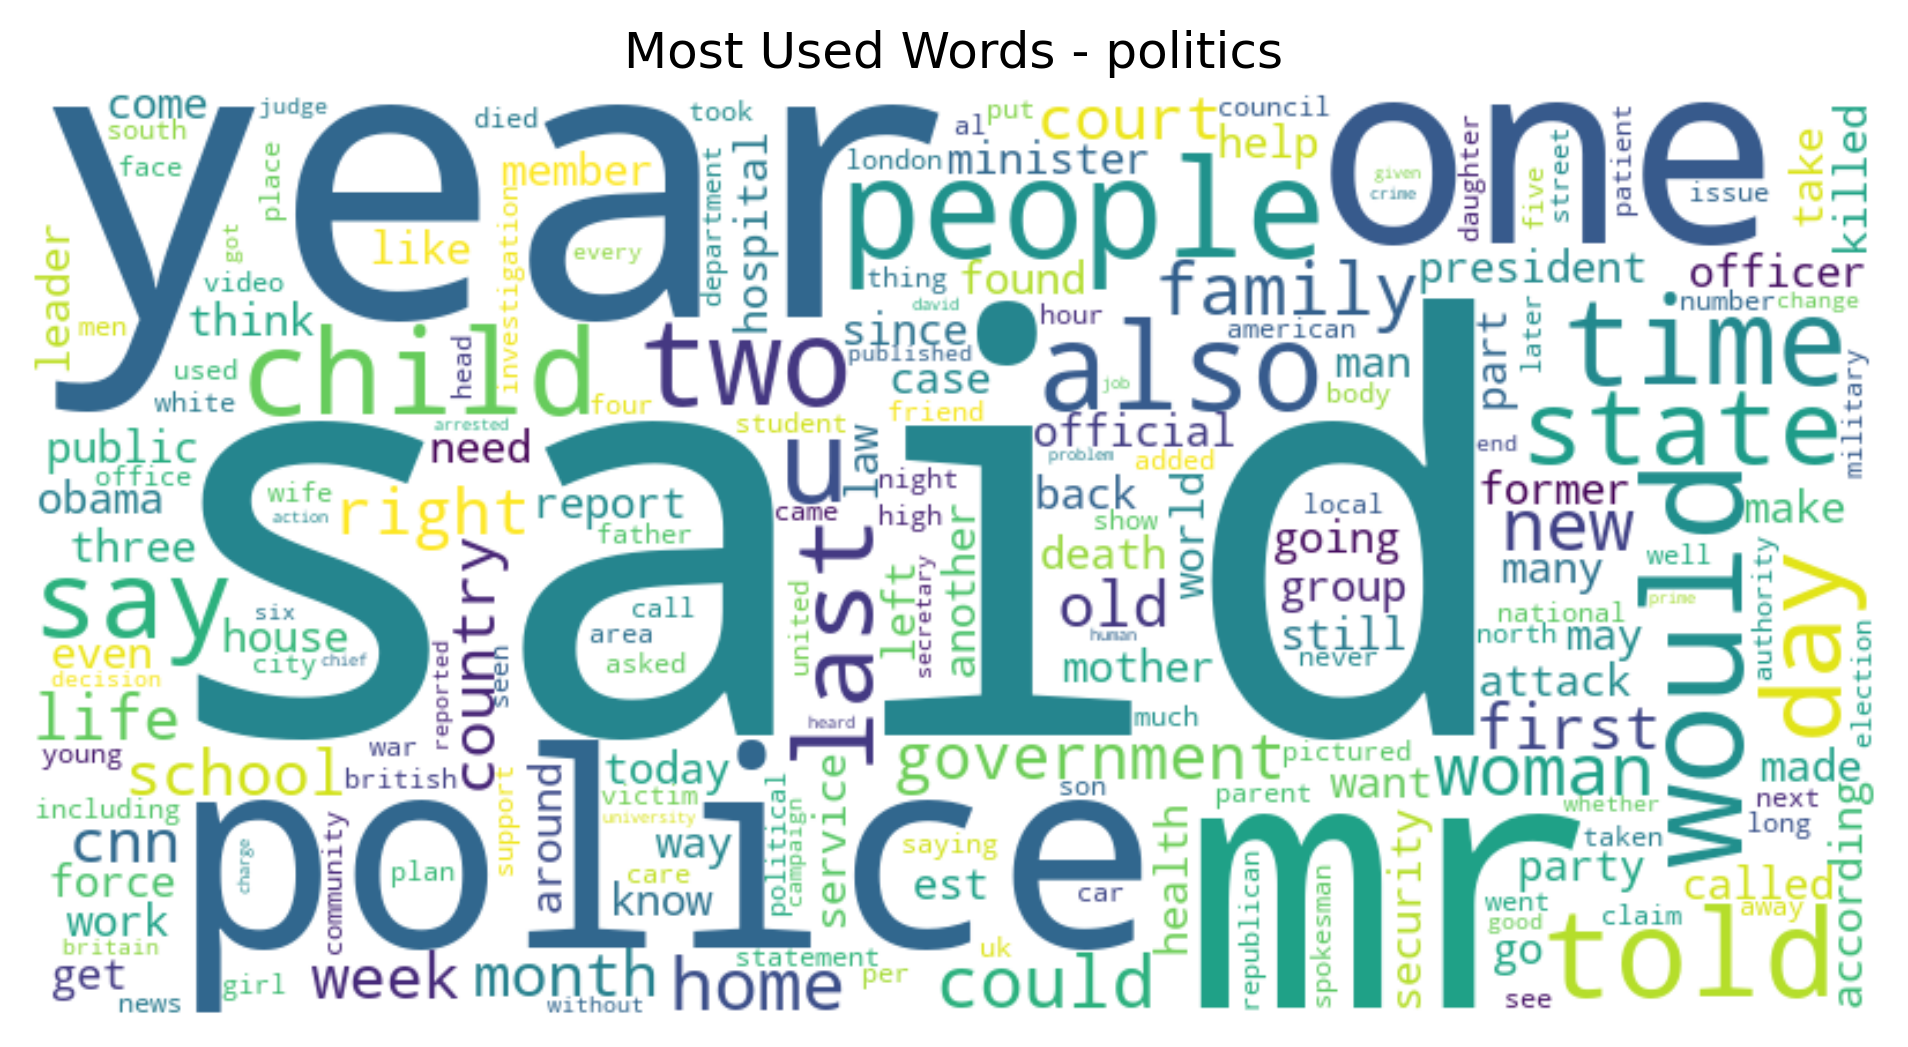 Most Used Words - politics
come judge died took put court council
south al help
year one
face place member hospital london minister people daughter given crime five street patient issue take killed
leader got like every department thing found family president officer
men video think investigation david since hour american number change time
used child head two published case also man part later military
white four student friend job body
arrested official state
public need u law problem added end
office night back former would
obama wife right report came high show local new make
action father going
three country last another death world group many well
say said
six call united left secretary old human still national prime authority day
house area never north may election
even city chief asked mother attack
decision reported seen
life heard much first
young war government pictured woman made
school british around today son want
including support victim political service parent whether next
cnn community university campaign way saying health security taken long
force charge plan police care est car mr republican spokesman party called according
work know went claim away
britain uk good
get week month statement per could go told
girl home
news without see